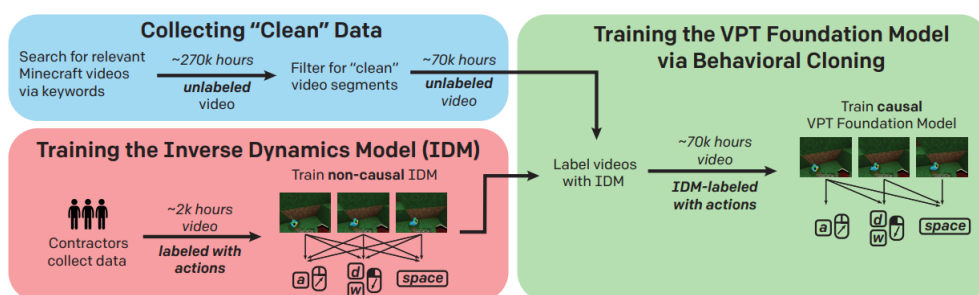 Collecting “Clean” Data
Search for relevant
Minecraft videos
via keywords
~270k hours
unlabeled
video
Filter for “clean”
video segments
~70k hours
unlabeled
video
Training the Inverse Dynamics Model (IDM)
Contractors
collect data
~2k hours
video
labeled with
actions
Train non-causal IDM
a
d
w
space
Training the VPT Foundation Model
via Behavioral Cloning
Label videos
with IDM
~70k hours
video
IDM-labeled
with actions
Train causal
VPT Foundation Model
a
d
w
space